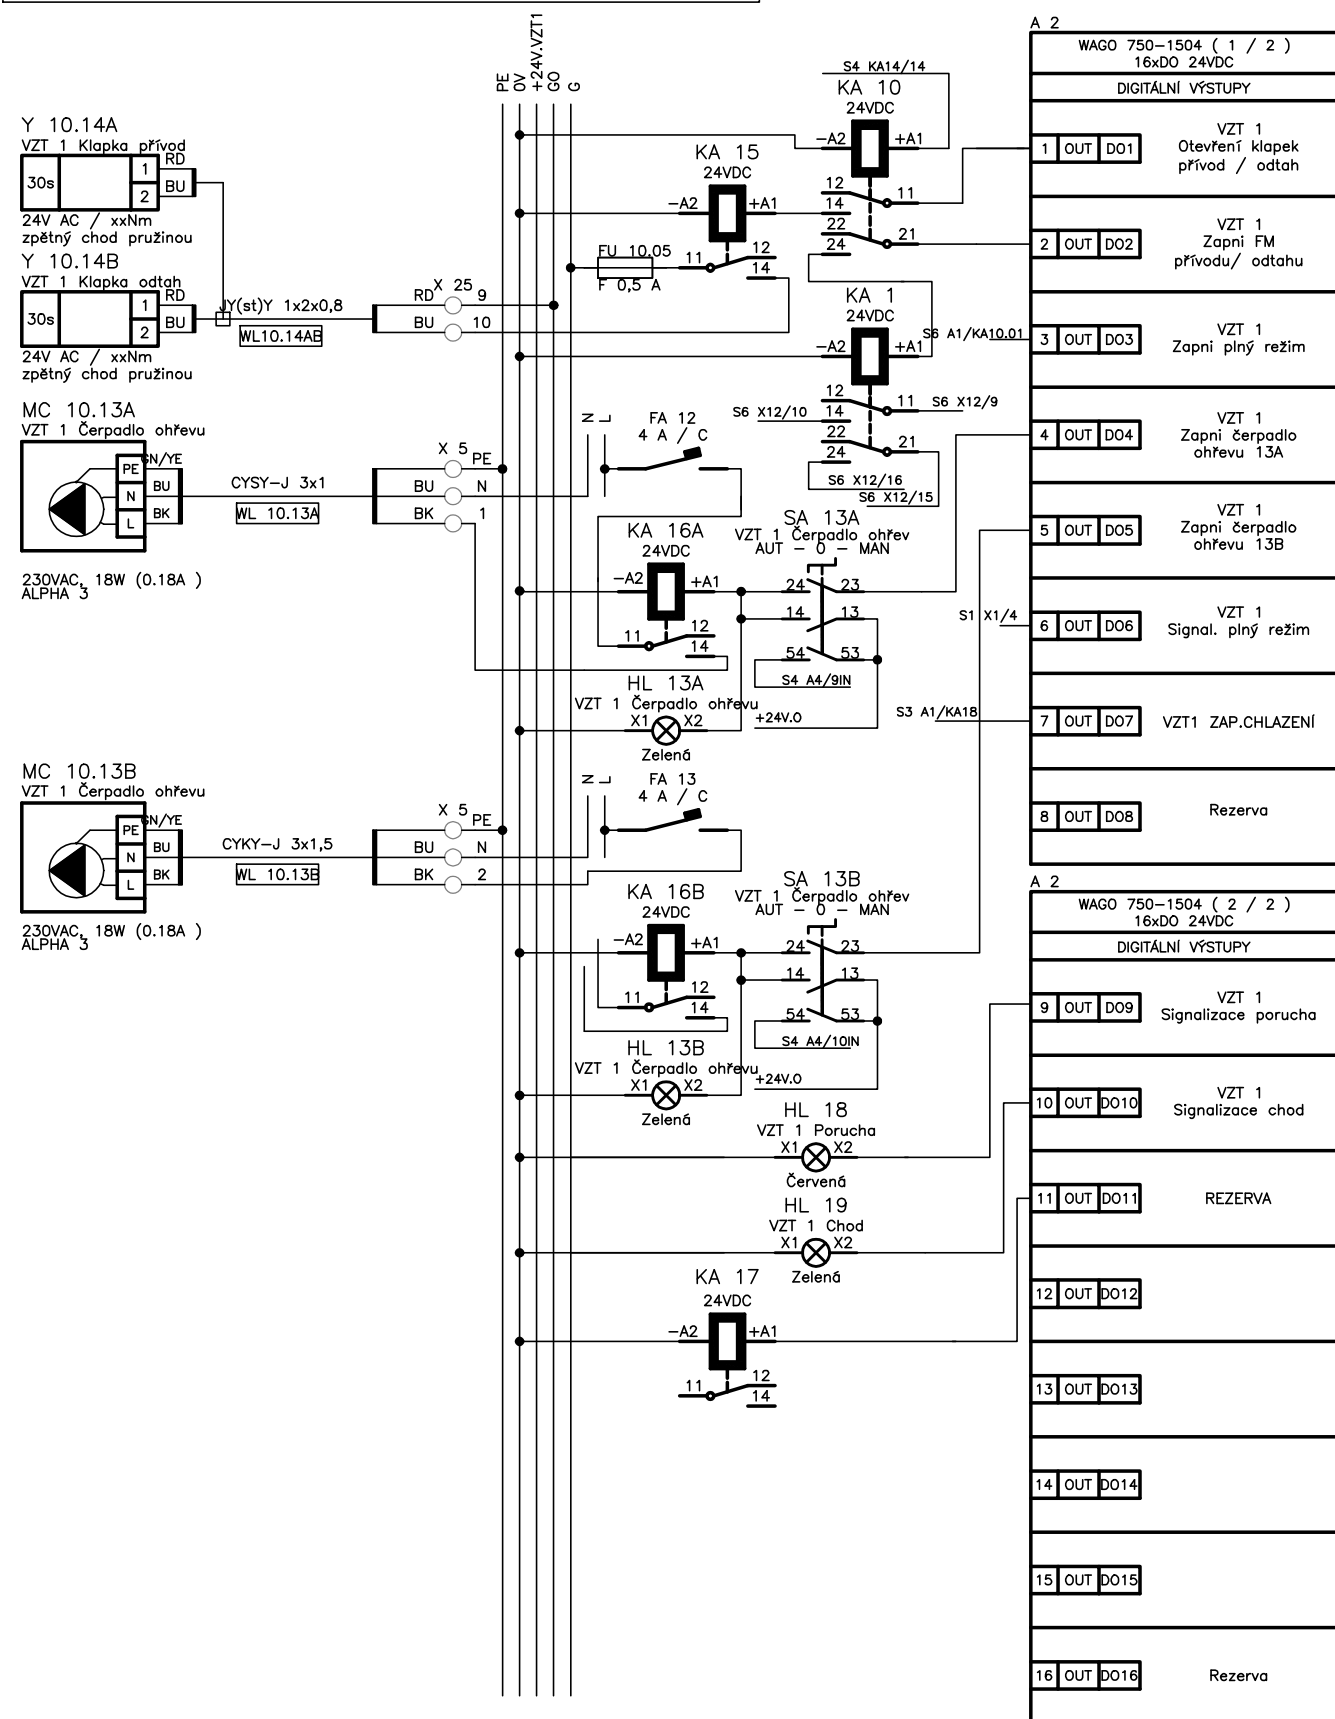 PE
0V
+24V.VZT1
GO
G
Y 10.14A
VZT 1 Klapka přívod
30s
1
2
RD
BU
24V AC / xxNm
zpětný chod pružinou
Y 10.14B
VZT 1 Klapka odtah
30s
1
2
RD
BU
JY(st)Y 1x2x0,8
WL10.14AB
24V AC / xxNm
zpětný chod pružinou
X 25
RD
9
BU
10
MC 10.13A
VZT 1 Čerpadlo ohřevu
PE
N
L
GN/YE
BU
BK
CYSY-J 3x1
WL 10.13A
230VAC, 18W (0.18A )
ALPHA 3
X 5
PE
BU
N
BK
1
MC 10.13B
VZT 1 Čerpadlo ohřevu
PE
N
L
GN/YE
BU
BK
CYKY-J 3x1,5
WL 10.13B
230VAC, 18W (0.18A )
ALPHA 3
X 5
PE
BU
N
BK
2
S4 KA14/14
KA 10
24VDC
-A2
+A1
12
14
11
22
24
21
KA 15
24VDC
-A2
+A1
11
12
14
FU 10.05
F 0,5 A
KA 1
24VDC
-A2
+A1
12
14
11
22
24
21
S6 A1/KA10.01
S6 X12/10
S6 X12/9
S6 X12/16
S6 X12/15
N
L
FA 12
4 A / C
KA 16A
24VDC
-A2
+A1
11
12
14
SA 13A
VZT 1 Čerpadlo ohřev
AUT - 0 - MAN
24
23
14
13
54
53
S4 A4/9IN
+24V.0
HL 13A
VZT 1 Čerpadlo ohřevu
X1
X2
Zelená
S1 X1/4
S3 A1/KA18
N
L
FA 13
4 A / C
KA 16B
24VDC
-A2
+A1
11
12
14
SA 13B
VZT 1 Čerpadlo ohřev
AUT - 0 - MAN
24
23
14
13
54
53
S4 A4/10IN
+24V.0
HL 13B
VZT 1 Čerpadlo ohřevu
X1
X2
Zelená
HL 18
VZT 1 Porucha
X1
X2
Červená
HL 19
VZT 1 Chod
X1
X2
Zelená
KA 17
24VDC
-A2
+A1
11
12
14
A 2
WAGO 750-1504 ( 1 / 2 )
16xDO 24VDC
DIGITÁLNÍ VÝSTUPY
1 OUT DO1
VZT 1
Otevření klapek
přívod / odtah
2 OUT DO2
VZT 1
Zapni FM
přívodu/ odtahu
3 OUT DO3
VZT 1
Zapni plný režim
4 OUT DO4
VZT 1
Zapni čerpadlo
ohřevu 13A
5 OUT DO5
VZT 1
Zapni čerpadlo
ohřevu 13B
6 OUT DO6
VZT 1
Signal. plný režim
7 OUT DO7
VZT1 ZAP.CHLAZENÍ
8 OUT DO8
Rezerva
A 2
WAGO 750-1504 ( 2 / 2 )
16xDO 24VDC
DIGITÁLNÍ VÝSTUPY
9 OUT DO9
VZT 1
Signalizace porucha
10 OUT DO10
VZT 1
Signalizace chod
11 OUT DO11
REZERVA
12 OUT DO12
13 OUT DO13
14 OUT DO14
15 OUT DO15
16 OUT DO16
Rezerva